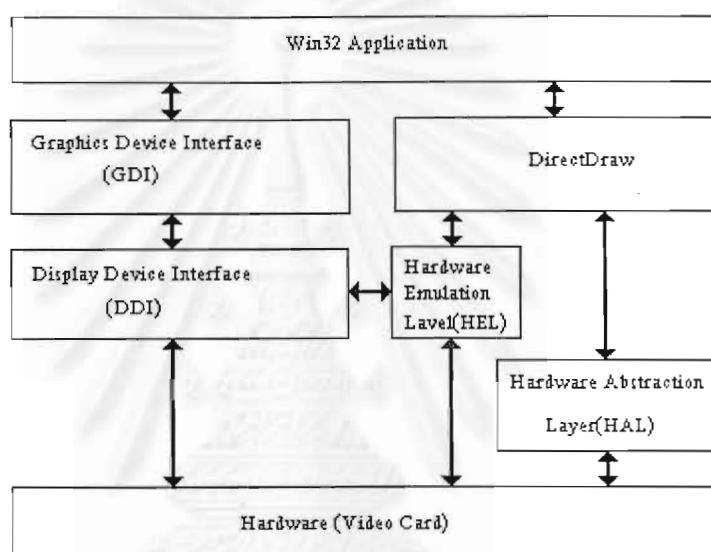 Win32 Application
Graphics Device Interface
(GDI)
DirectDraw
Display Device Interface
(DDI)
Hardware
Emulation
Lavel(HEL)
Hardware Abstraction
Layer(HAL)
Hardware (Video Card)